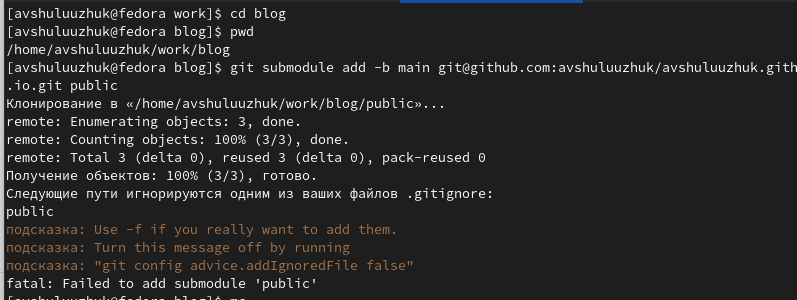 [avshuluuzhuk@fedora work]$ cd blog
[avshuluuzhuk@fedora blog]$ pwd
/home/avshuluuzhuk/work/blog
[avshuluuzhuk@fedora blog]$ git submodule add -b main git@github.com:avshuluuzhuk/avshuluuzhuk.gith
.io.git public
Клонирование в «/home/avshuluuzhuk/work/blog/public»...
remote: Enumerating objects: 3, done.
remote: Counting objects: 100% (3/3), done.
remote: Total 3 (delta 0), reused 3 (delta 0), pack-reused 0
Получение объектов: 100% (3/3), готово.
Следующие пути игнорируются одним из ваших файлов .gitignore:
public
подсказка: Use -f if you really want to add them.
подсказка: Turn this message off by running
подсказка: "git config advice.addIgnoredFile false"
fatal: Failed to add submodule 'public'
[avshuluuzhuk@fedora blog]$